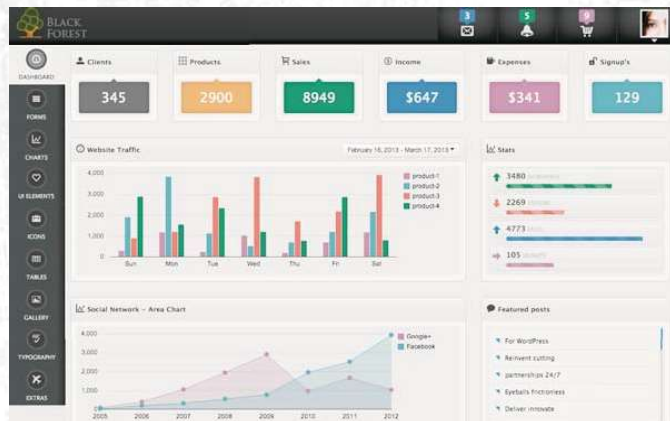 BLACK
FOREST
3
5
9
DASHBOARD
FORMS
CHARTS
UI ELEMENTS
ICONS
TABLES
GALLERY
TYPOGRAPHY
EXTRAS
Clients
345
Products
2900
Sales
8949
Income
$647
Expenses
$341
Signup's
129
Website Traffic
February 16, 2013 - March 17, 2013
4,000
3,000
2,000
1,000
0
Sun Mon Tue Wed Thu Fri Sat
product-1
product-2
product-3
product-4
Stars
3480
2269
4773
105
Social Network - Area Chart
4,000
3,000
2,000
1,000
2005 2006 2007 2008 2009 2010 2011 2012
Google+
Facebook
Featured posts
For WordPress
Reinvent cutting
partnerships 24/7
Eyeballs frictionless
Deliver innovate